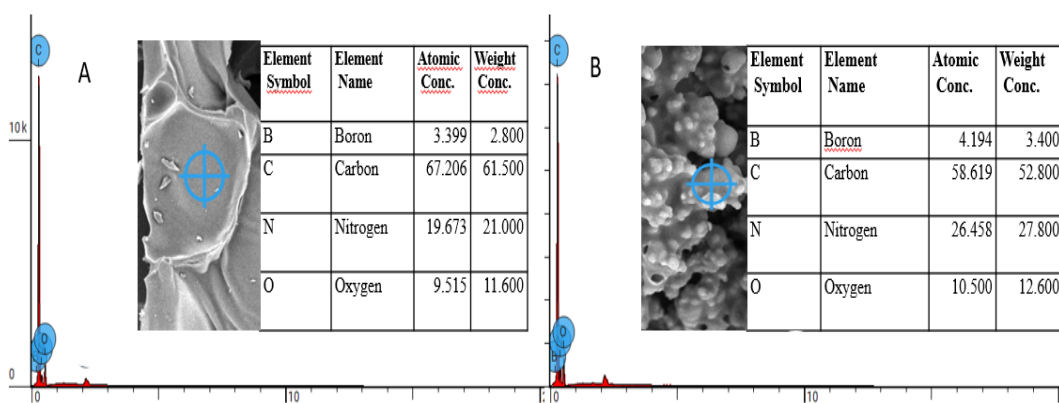 C
A
10k
0
O
0
10
Element Symbol Element Name Atomic Conc. Weight Conc.
B Boron 3.399 2.800
C Carbon 67.206 61.500
N Nitrogen 19.673 21.000
O Oxygen 9.515 11.600
C
B
O
0
10
Element Symbol Element Name Atomic Conc. Weight Conc.
B Boron 4.194 3.400
C Carbon 58.619 52.800
N Nitrogen 26.458 27.800
O Oxygen 10.500 12.600